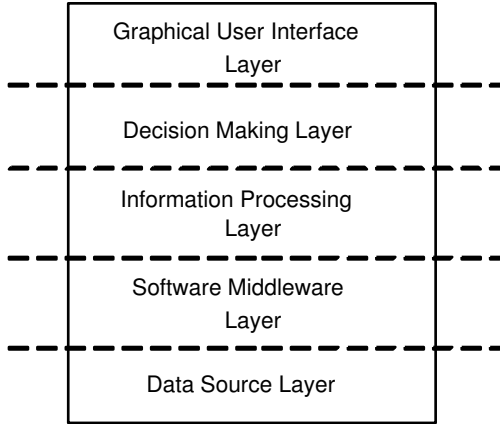 Graphical User Interface
Layer
Decision Making Layer
Information Processing
Layer
Software Middleware
Layer
Data Source Layer